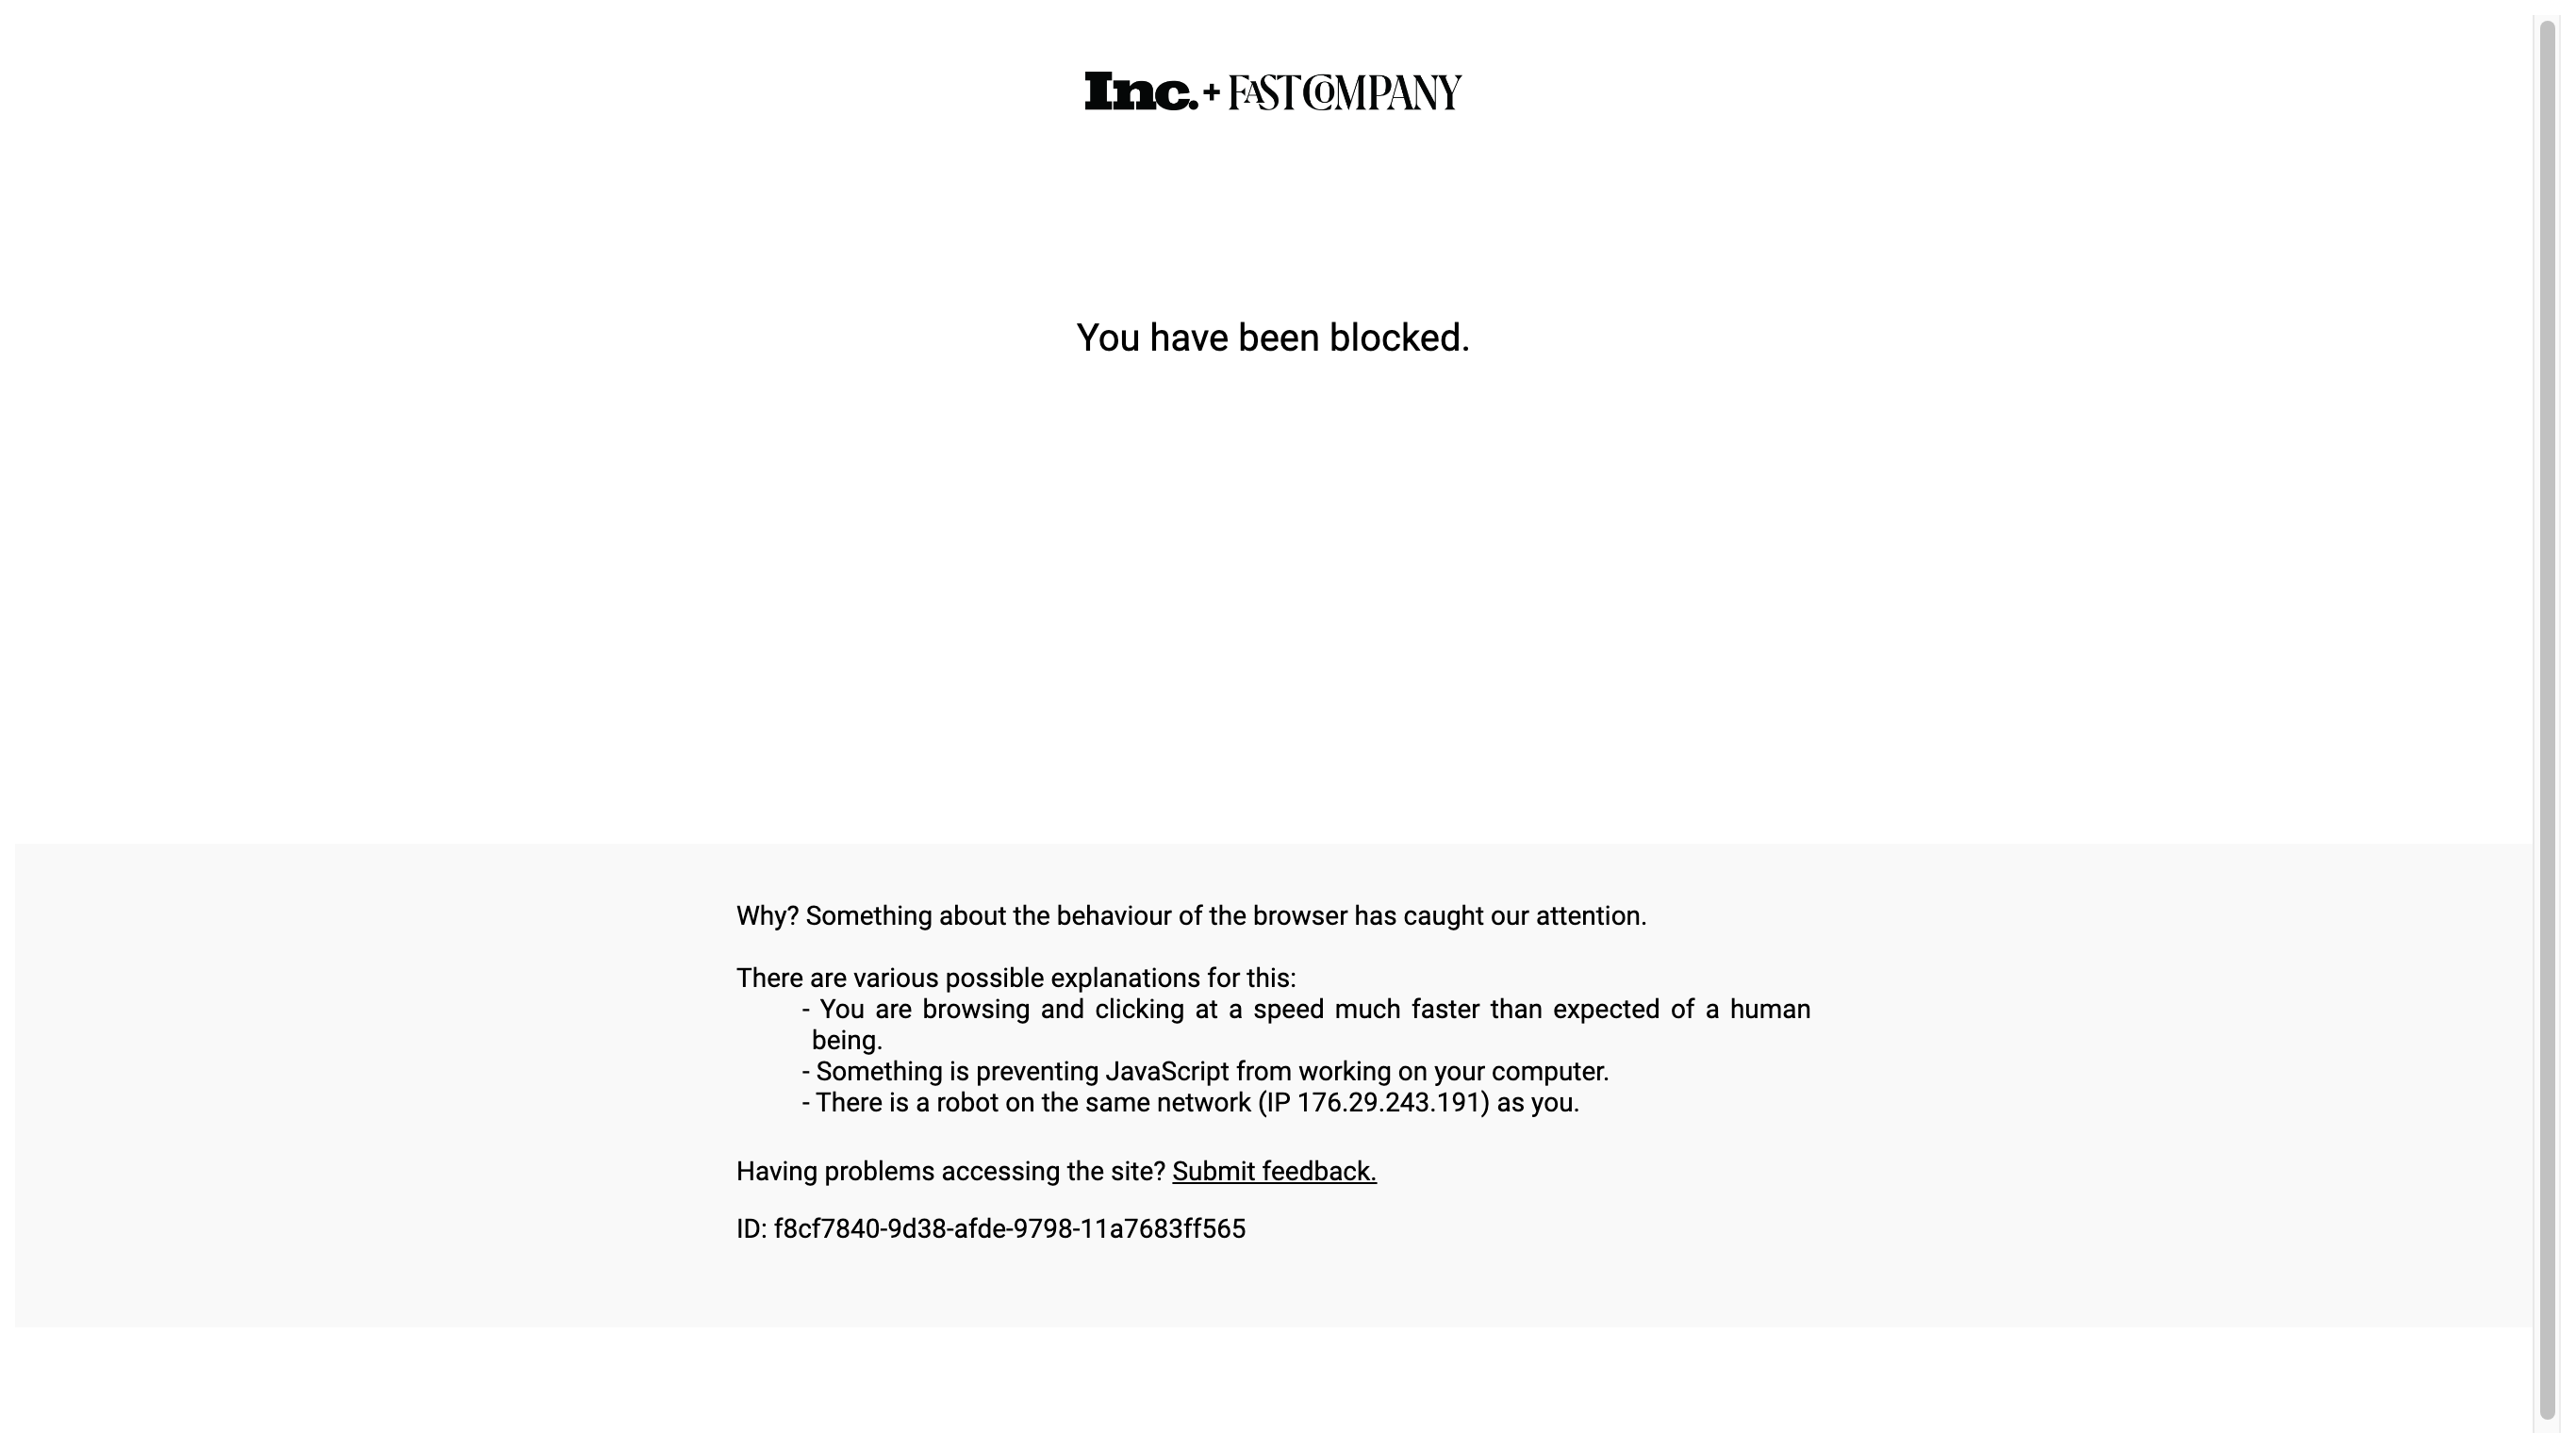 Inc. + FAST COMPANY
You have been blocked.
Why? Something about the behaviour of the browser has caught our attention.
There are various possible explanations for this:
- You are browsing and clicking at a speed much faster than expected of a human
being.
- Something is preventing JavaScript from working on your computer.
- There is a robot on the same network (IP 176.29.243.191) as you.
Having problems accessing the site? Submit feedback.
ID: f8cf7840-9d38-afde-9798-11a7683ff565